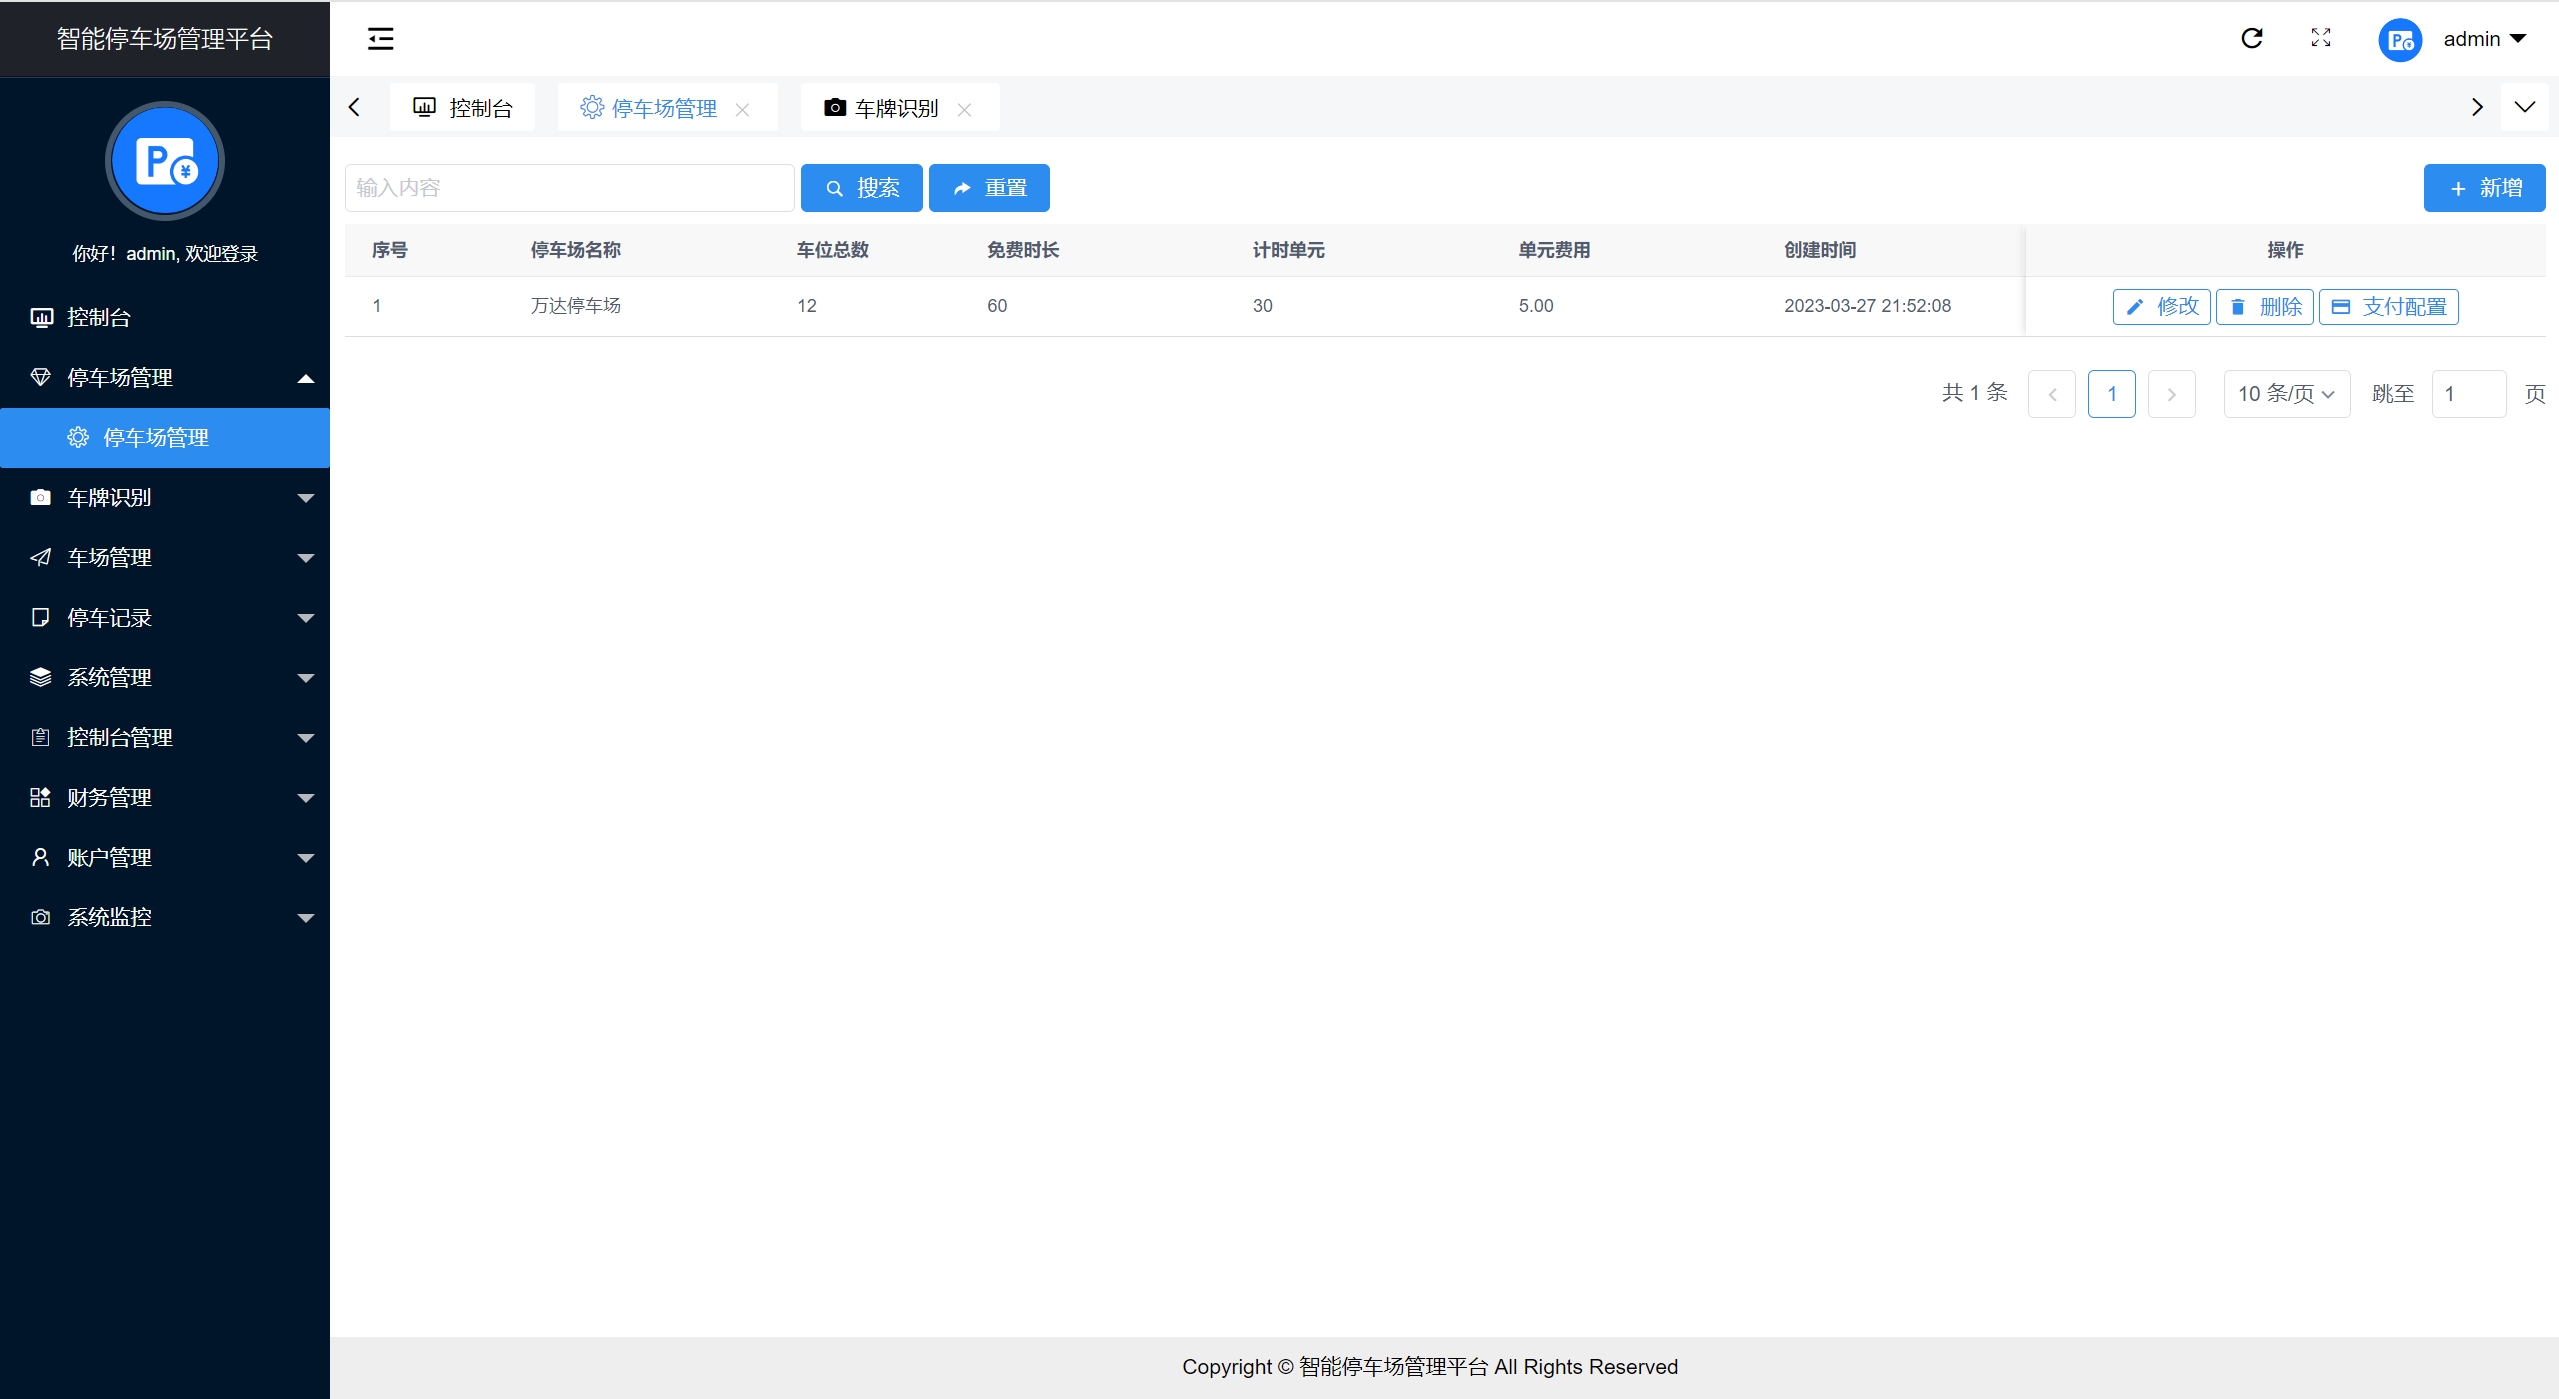 智能停车场管理平台
admin
你好！admin, 欢迎登录
控制台
停车场管理
停车场管理
车牌识别
车场管理
停车记录
系统管理
控制台管理
财务管理
账户管理
系统监控
控制台 停车场管理 车牌识别
输入内容 搜索 重置 新增
序号 停车场名称 车位总数 免费时长 计时单元 单元费用 创建时间 操作
1 万达停车场 12 60 30 5.00 2023-03-27 21:52:08 修改 删除 支付配置
共 1 条 1 10 条/页 跳至 1 页
Copyright © 智能停车场管理平台 All Rights Reserved